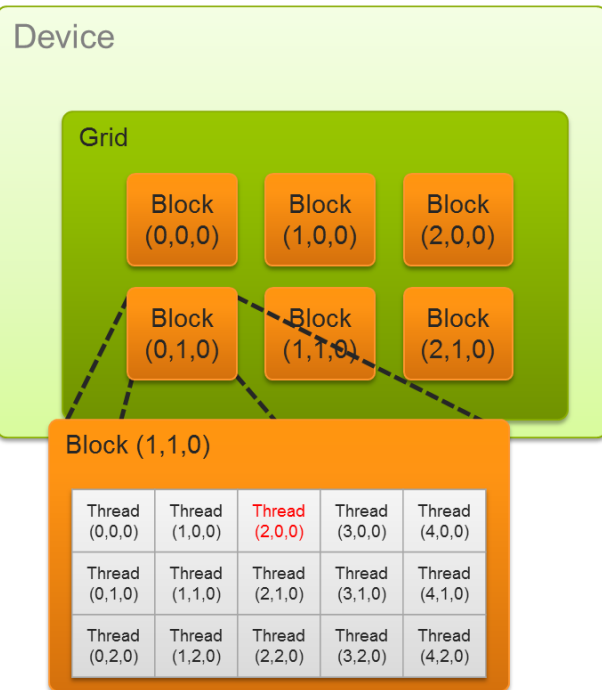 Device
Grid
Block Block Block
(0,0,0) (1,0,0) (2,0,0)
Block Block Block
(0,1,0) (1,1,0) (2,1,0)
Block (1,1,0)
Thread Thread Thread Thread Thread
(0,0,0) (1,0,0) (2,0,0) (3,0,0) (4,0,0)
Thread Thread Thread Thread Thread
(0,1,0) (1,1,0) (2,1,0) (3,1,0) (4,1,0)
Thread Thread Thread Thread Thread
(0,2,0) (1,2,0) (2,2,0) (3,2,0) (4,2,0)